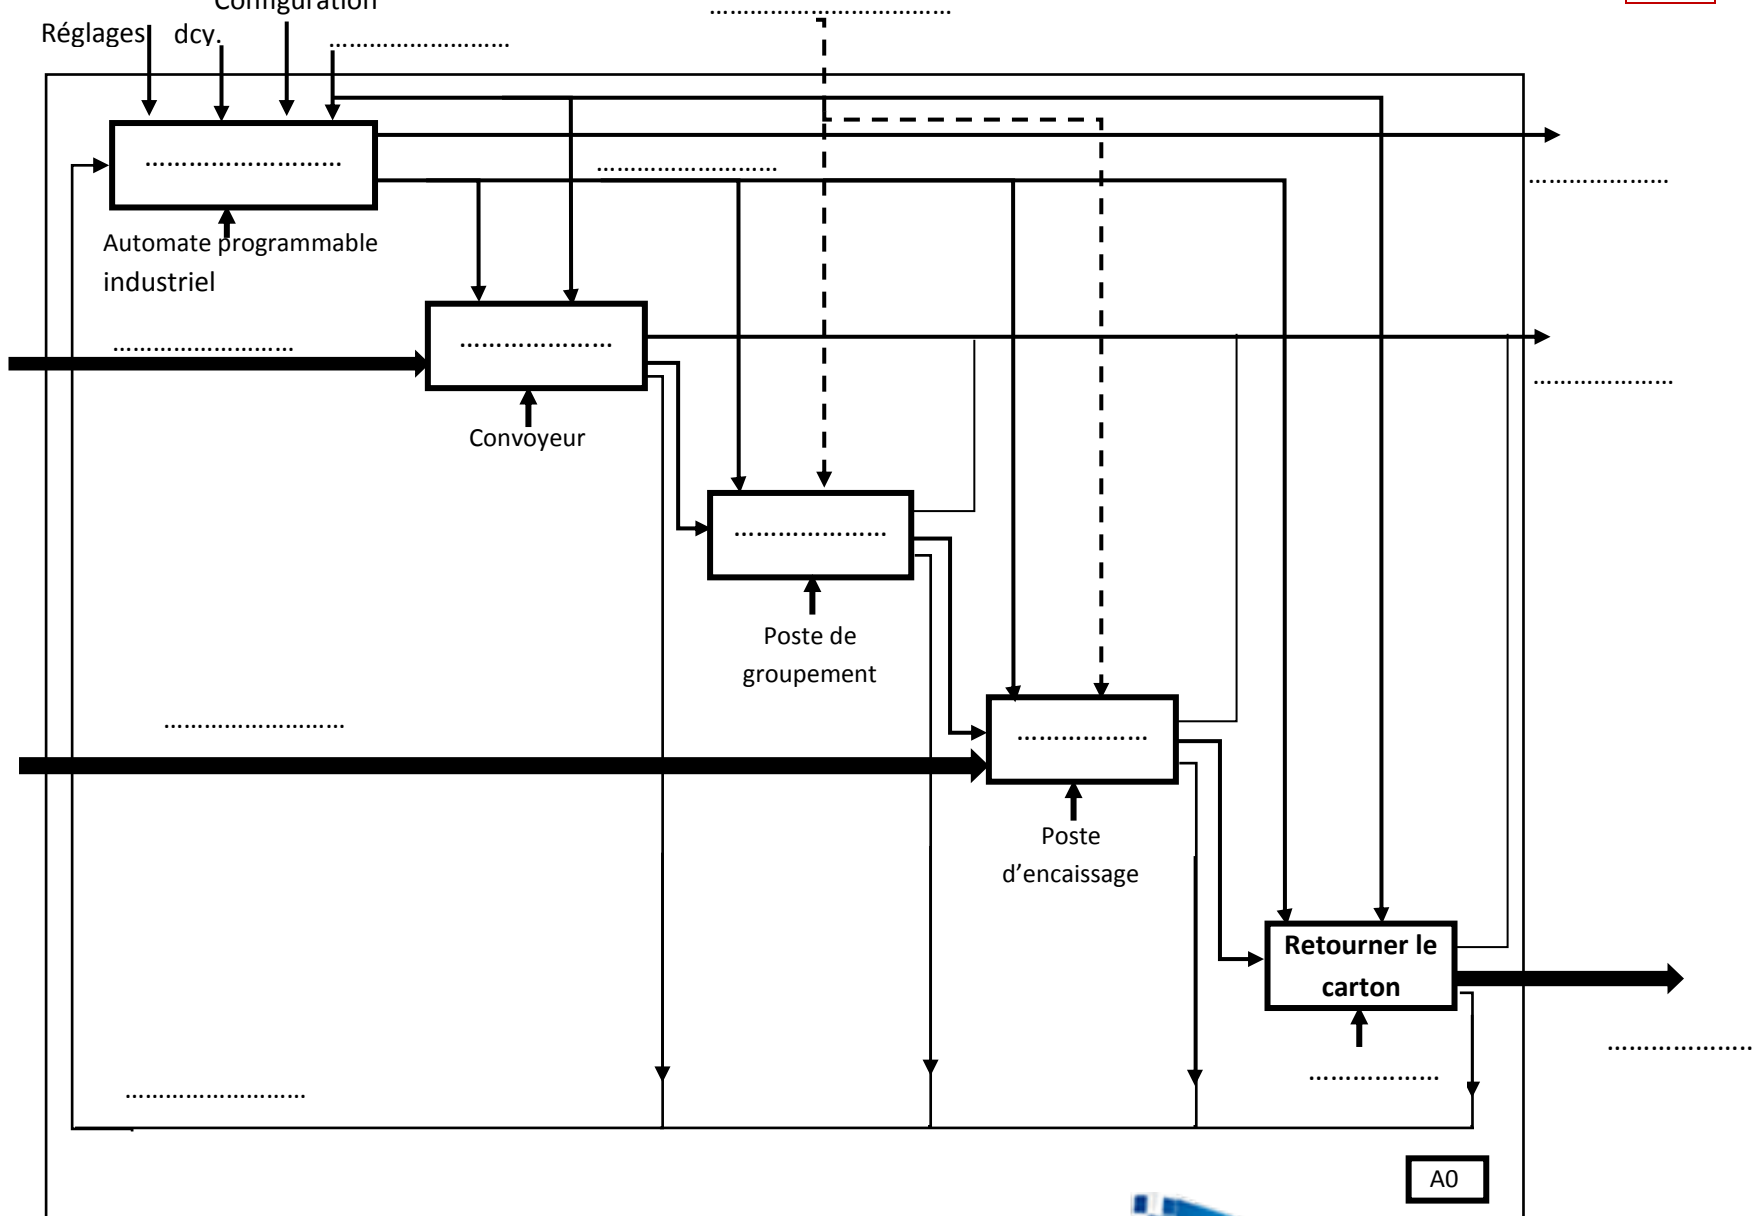 Configuration
Réglages
dcy.
…………………………
……………………………….
…………………………
…………………………
…………………
Automate programmable
industriel
…………………………
…………………
…………………
Convoyeur
…………………
Poste de
groupement
…………………………
………………
Poste
d’encaissage
Retourner le
carton
…………………
………………
…………………………
A0